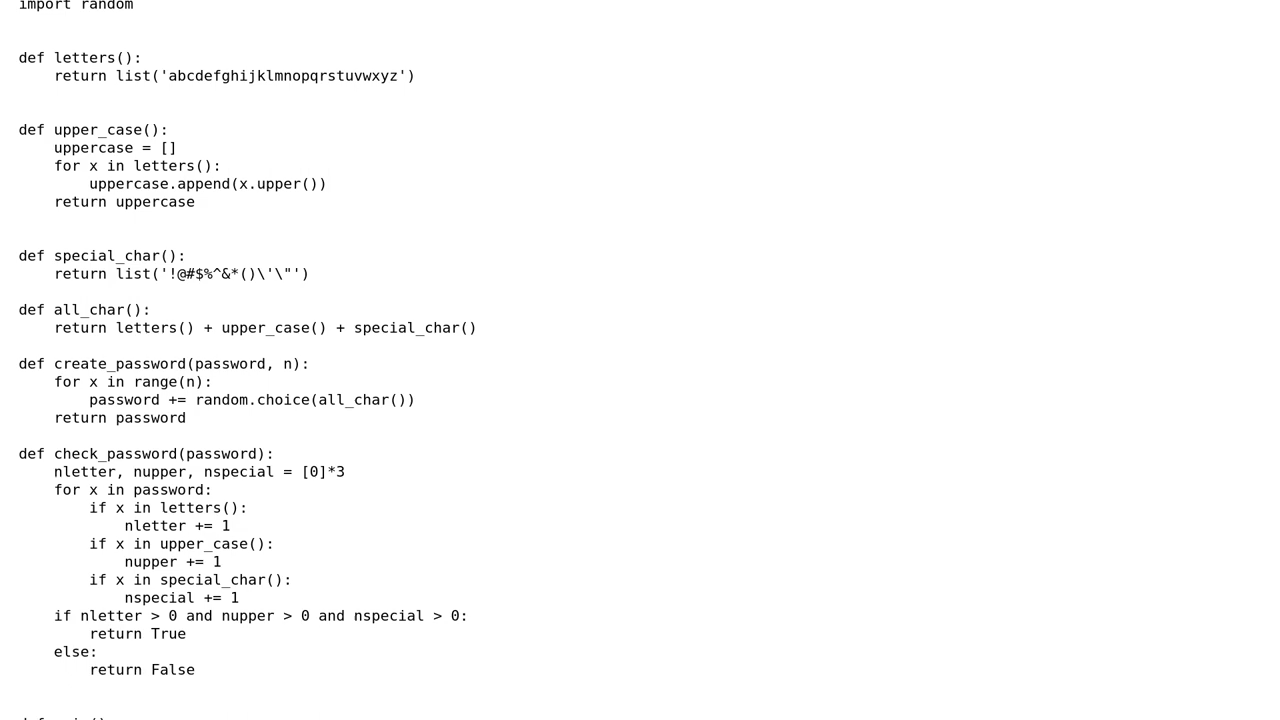 import random
def letters():
    return list('abcdefghijklmnopqrstuvwxyz')
def upper_case():
    uppercase = []
    for x in letters():
        uppercase.append(x.upper())
    return uppercase
def special_char():
    return list('!@#$%^&*()\'\"')
def all_char():
    return letters() + upper_case() + special_char()
def create_password(password, n):
    for x in range(n):
        password += random.choice(all_char())
    return password
def check_password(password):
    nletter, nupper, nspecial = [0]*3
    for x in password:
        if x in letters():
            nletter += 1
        if x in upper_case():
            nupper += 1
        if x in special_char():
            nspecial += 1
    if nletter > 0 and nupper > 0 and nspecial > 0:
        return True
    else:
        return False